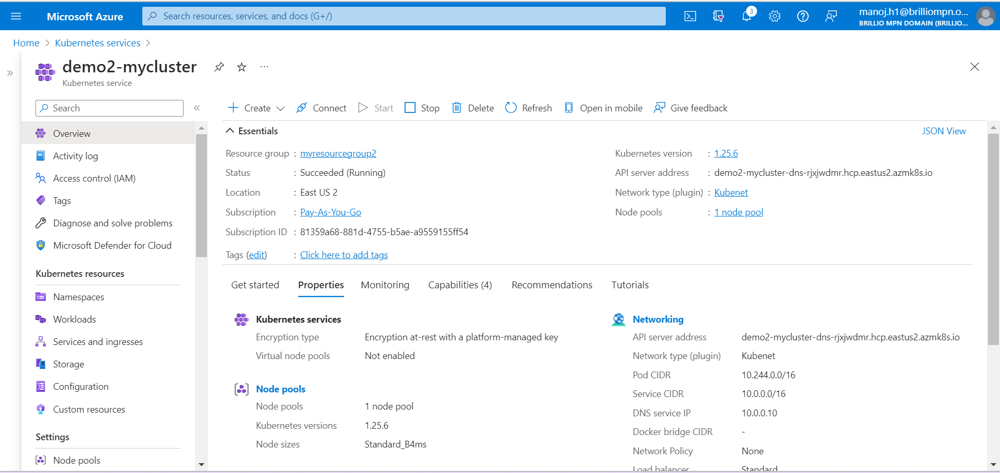 Microsoft Azure
Search resources, services, and docs (G+/)
3
manoj.h1@brilliompn.o...
BRILLIO MPN DOMAIN (BRILLIO...
Home > Kubernetes services >
demo2-mycluster
Kubernetes service
Search
Create
Connect
Start
Stop
Delete
Refresh
Open in mobile
Give feedback
Overview
Activity log
Access control (IAM)
Tags
Diagnose and solve problems
Microsoft Defender for Cloud
Kubernetes resources
Namespaces
Workloads
Services and ingresses
Storage
Configuration
Custom resources
Settings
Node pools
Essentials
JSON View
Resource group : myresourcegroup2
Status : Succeeded (Running)
Location : East US 2
Subscription : Pay-As-You-Go
Subscription ID : 81359a68-881d-4755-b5ae-a9559155ff54
Tags (edit) : Click here to add tags
Kubernetes version : 1.25.6
API server address : demo2-mycluster-dns-rjxjwdmr.hcp.eastus2.azmk8s.io
Network type (plugin) : Kubenet
Node pools : 1 node pool
Get started
Properties
Monitoring
Capabilities (4)
Recommendations
Tutorials
Kubernetes services
Encryption type Encryption at-rest with a platform-managed key
Virtual node pools Not enabled
Node pools
Node pools 1 node pool
Kubernetes versions 1.25.6
Node sizes Standard_B4ms
Networking
API server address demo2-mycluster-dns-rjxjwdmr.hcp.eastus2.azmk8s.io
Network type (plugin) Kubenet
Pod CIDR 10.244.0.0/16
Service CIDR 10.0.0.0/16
DNS service IP 10.0.0.10
Docker bridge CIDR -
Network Policy None
Load balancer Standard